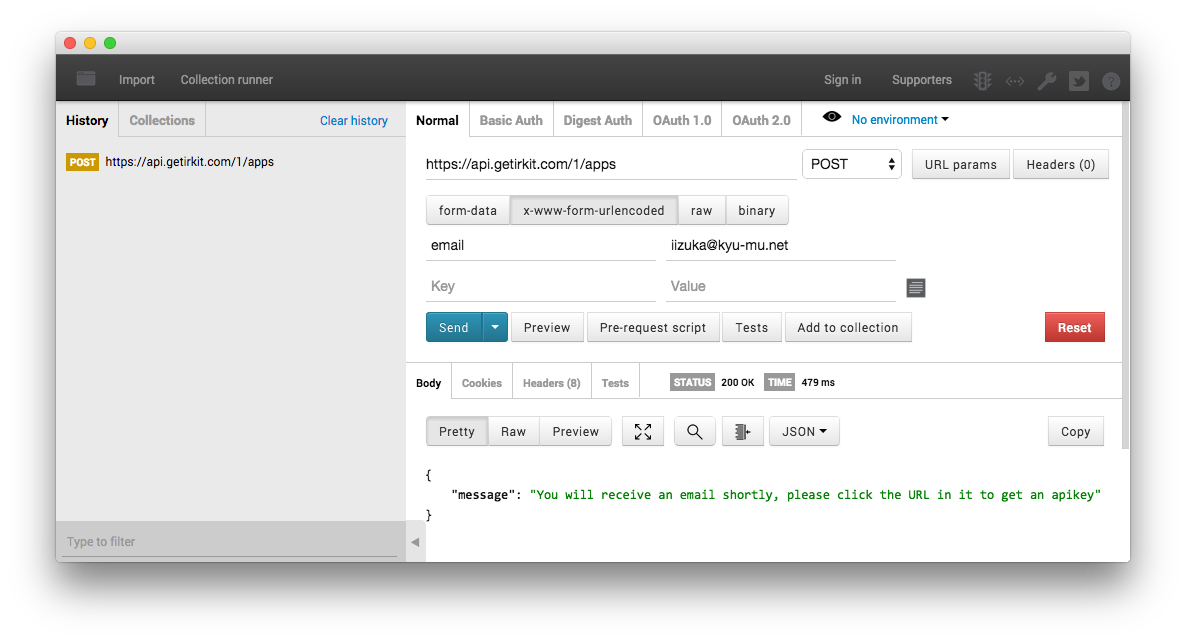 Import Collection runner Sign in Supporters
History Collections Clear history
POST https://api.getirkit.com/1/apps
Type to filter
Normal Basic Auth Digest Auth OAuth 1.0 OAuth 2.0 No environment
https://api.getirkit.com/1/apps POST URL params Headers (0)
form-data x-www-form-urlencoded raw binary
email iizuka@kyu-mu.net
Key Value
Send Preview Pre-request script Tests Add to collection Reset
Body Cookies Headers (8) Tests STATUS 200 OK TIME 479 ms
Pretty Raw Preview JSON Copy
{
"message": "You will receive an email shortly, please click the URL in it to get an apikey"
}